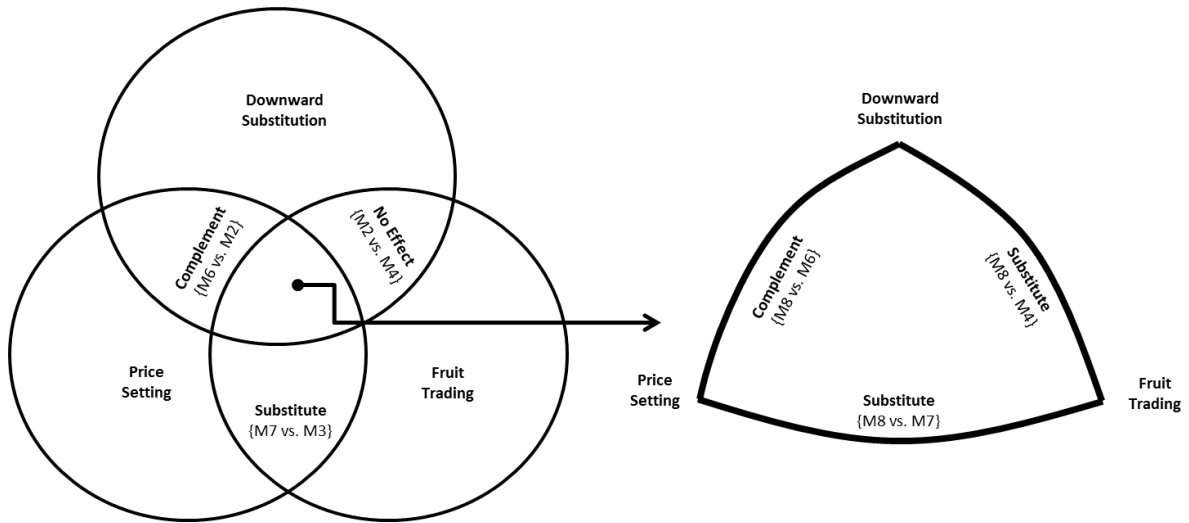 Downward
Substitution
Complement
{M6 vs. M2}
No Effect
{M2 vs. M4}
Price
Setting
Fruit
Trading
Substitute
{M7 vs. M3}
Downward
Substitution
Complement
{M8 vs. M6}
Substitute
{M8 vs. M4}
Price
Setting
Substitute
{M8 vs. M7}
Fruit
Trading